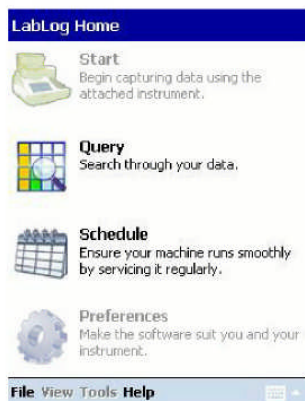 LabLog Home
Start
Begin capturing data using the
attached instrument.
Query
Search through your data.
Schedule
Ensure your machine runs smoothly
by servicing it regularly.
Preferences
Make the software suit you and your
instrument.
File View Tools Help